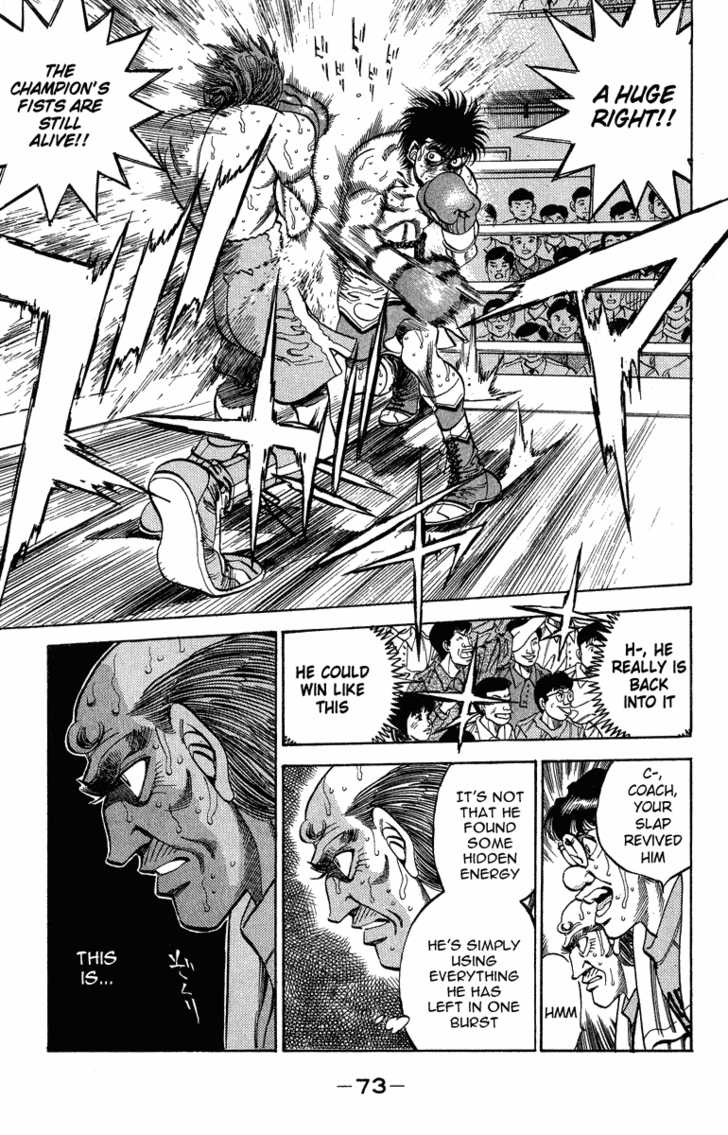 A HUGE
RIGHT!!
THE
CHAMPION'S
FISTS ARE
STILL
ALIVE!!
H-, HE
REALLY IS
BACK
INTO IT
HE COULD
WIN LIKE
THIS
C-,
COACH,
YOUR
SLAP
REVIVED
HIM
HMM
IT'S NOT
THAT HE
FOUND
SOME
HIDDEN
ENERGY
HE'S SIMPLY
USING
EVERYTHING
HE HAS
LEFT IN ONE
BURST
THIS
IS...
-73-